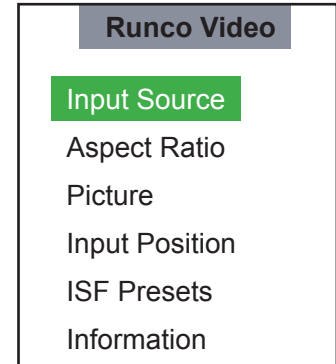 Runco Video
Input Source
Aspect Ratio
Picture
Input Position
ISF Presets
Information